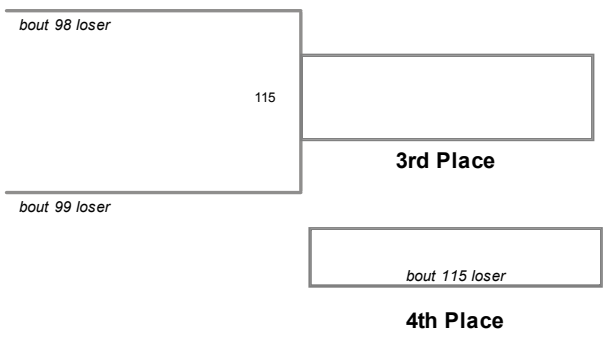 bout 98 loser
115
3rd Place
bout 99 loser
bout 115 loser
4th Place